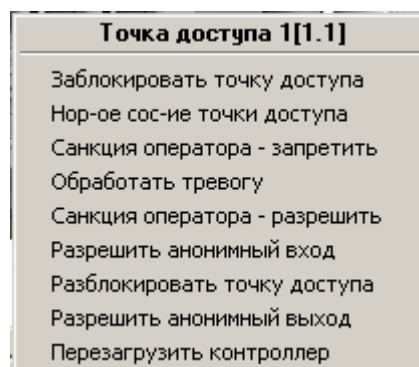 Точка доступа 1[1.1]
Заблокировать точку доступа
Нор-ое сос-ие точки доступа
Санкция оператора - запретить
Обработать тревогу
Санкция оператора - разрешить
Разрешить анонимный вход
Разблокировать точку доступа
Разрешить анонимный выход
Перезагрузить контроллер